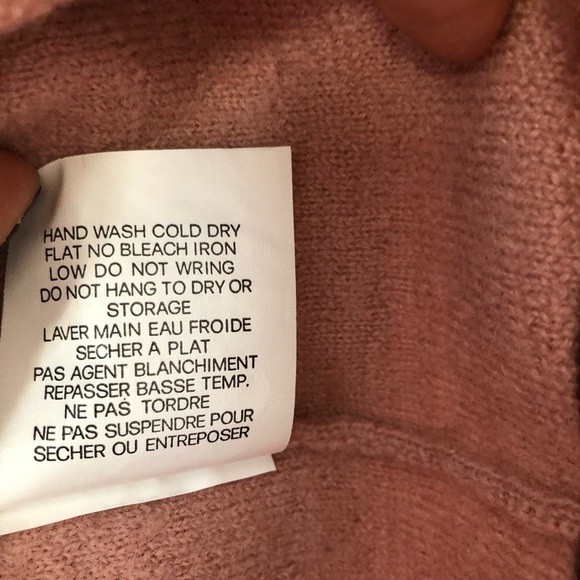 HAND WASH COLD DRY
FLAT NO BLEACH IRON
LOW DO NOT WRING
DO NOT HANG TO DRY OR
STORAGE
LAVER MAIN EAU FROIDE
SECHER A PLAT
PAS AGENT BLANCHIMENT
REPASSER BASSE TEMP.
NE PAS TORDRE
NE PAS SUSPENDRE POUR
SECHER OU ENTREPOSER